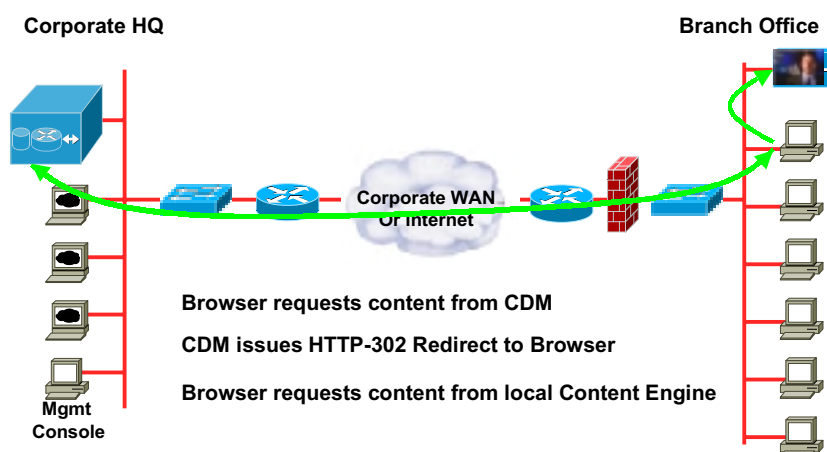 Corporate HQ
Branch Office
Corporate WAN
Or Internet
Browser requests content from CDM
CDM issues HTTP-302 Redirect to Browser
Browser requests content from local Content Engine
Mgmt
Console